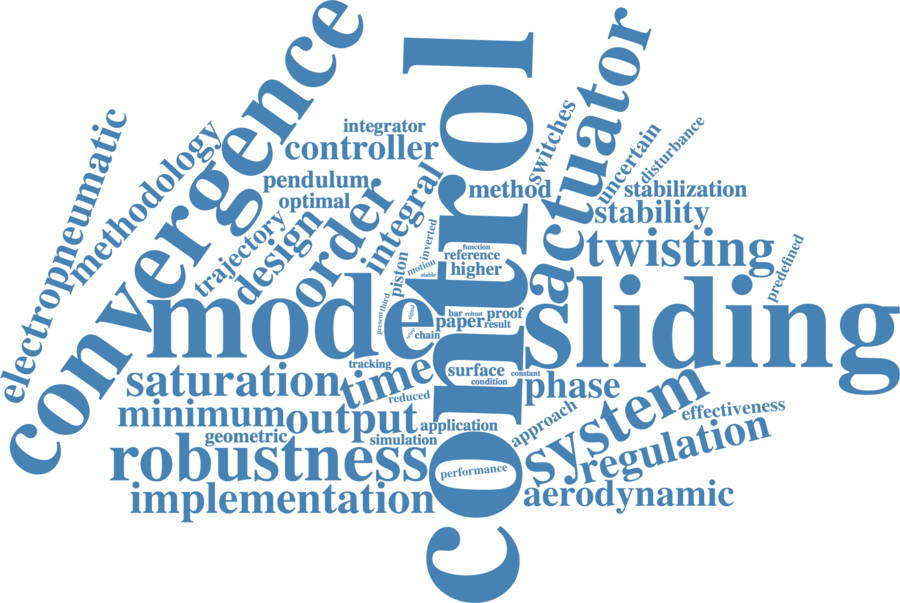 convergence
control
actuator
electropneumatic
methodology
integrator
controller
switches
uncertain
disturbance
pendulum
optimal
order
integral
method
stabilization
stability
trajectory
design
inverted
function
reference
higher
twisting
predefined
motion
stable
piston
mode
sliding
third
present
signal
bar
robust
proof
paper
result
chain
tracking
surface
constant
condition
saturation
time
reduced
phase
system
minimum
output
application
approach
effectiveness
geometric
simulation
regulation
robustness
performance
implementation
aerodynamic